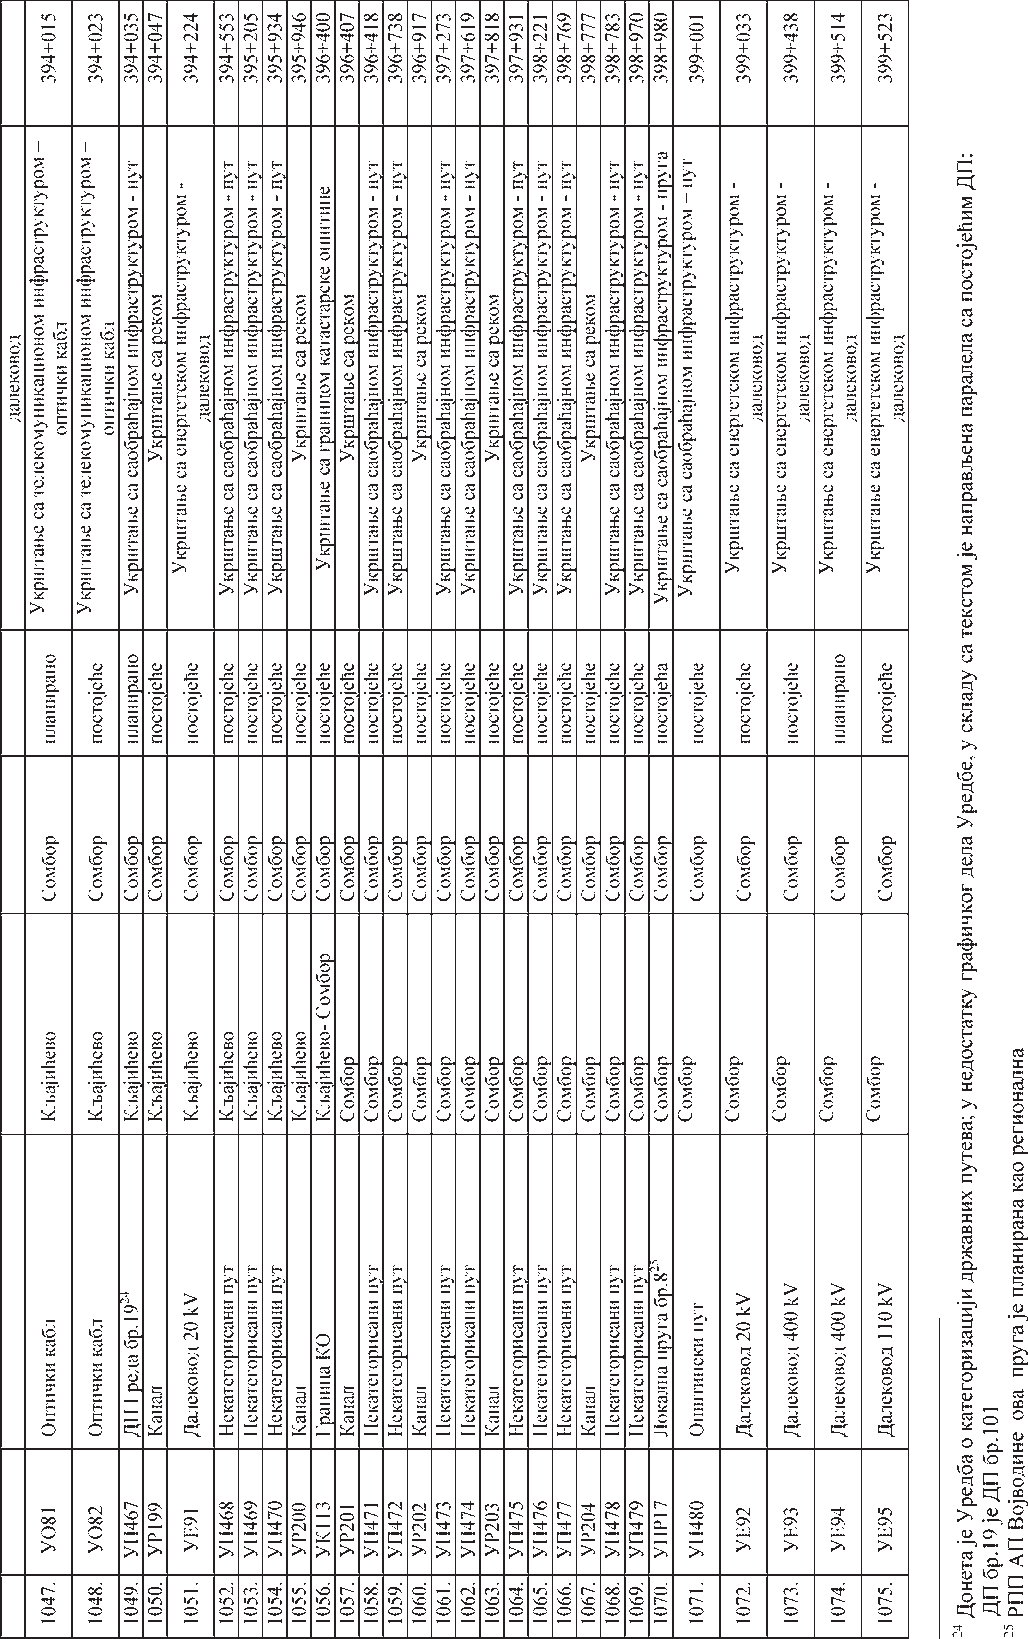 далековод
1047. УО81 Оптички кабл Кљајићево Сомбор планирано Укрштање са телекомуникационом инфраструктуром – 394+015
оптички кабл
1048. УО82 Оптички кабл Кљајићево Сомбор постојеће Укрштање са телекомуникационом инфраструктуром – 394+023
оптички кабл
1049. УП467 ДП I реда бр.19²⁴ Кљајићево Сомбор планирано Укрштање са саобраћајном инфраструктуром - пут 394+035
1050. УР199 Канал Кљајићево Сомбор постојеће Укрштање са реком 394+047
1051. УЕ91 Далековод 20 kV Кљајићево Сомбор постојеће Укрштање са енергетском инфраструктуром - 394+224
далековод
1052. УП468 Некатегорисани пут Кљајићево Сомбор постојеће Укрштање са саобраћајном инфраструктуром - пут 394+553
1053. УП469 Некатегорисани пут Кљајићево Сомбор постојеће Укрштање са саобраћајном инфраструктуром - пут 395+205
1054. УП470 Некатегорисани пут Кљајићево Сомбор постојеће Укрштање са саобраћајном инфраструктуром - пут 395+934
1055. УР200 Канал Кљајићево Сомбор постојеће Укрштање са реком 395+946
1056. УК113 Граница КО Кљајићево- Сомбор Сомбор постојеће Укрштање са границом катастарске општине 396+400
1057. УР201 Канал Сомбор Сомбор постојеће Укрштање са реком 396+407
1058. УП471 Некатегорисани пут Сомбор Сомбор постојеће Укрштање са саобраћајном инфраструктуром - пут 396+418
1059. УП472 Некатегорисани пут Сомбор Сомбор постојеће Укрштање са саобраћајном инфраструктуром - пут 396+738
1060. УР202 Канал Сомбор Сомбор постојеће Укрштање са реком 396+917
1061. УП473 Некатегорисани пут Сомбор Сомбор постојеће Укрштање са саобраћајном инфраструктуром - пут 397+273
1062. УП474 Некатегорисани пут Сомбор Сомбор постојеће Укрштање са саобраћајном инфраструктуром - пут 397+619
1063. УР203 Канал Сомбор Сомбор постојеће Укрштање са реком 397+818
1064. УП475 Некатегорисани пут Сомбор Сомбор постојеће Укрштање са саобраћајном инфраструктуром - пут 397+931
1065. УП476 Некатегорисани пут Сомбор Сомбор постојеће Укрштање са саобраћајном инфраструктуром - пут 398+221
1066. УП477 Некатегорисани пут Сомбор Сомбор постојеће Укрштање са саобраћајном инфраструктуром - пут 398+769
1067. УР204 Канал Сомбор Сомбор постојеће Укрштање са реком 398+777
1068. УП478 Некатегорисани пут Сомбор Сомбор постојеће Укрштање са саобраћајном инфраструктуром - пут 398+783
1069. УП479 Некатегорисани пут Сомбор Сомбор постојеће Укрштање са саобраћајном инфраструктуром - пут 398+970
1070. УПР17 Локална пруга бр.8²⁵ Сомбор Сомбор постојећа Укрштање са саобраћајном инфраструктуром - пруга 398+980
1071. УП480 Општински пут Сомбор Сомбор постојеће Укрштање са саобраћајном инфраструктуром – пут 399+001
1072. УЕ92 Далековод 20 kV Сомбор Сомбор постојеће Укрштање са енергетском инфраструктуром - 399+033
далековод
1073. УЕ93 Далековод 400 kV Сомбор Сомбор постојеће Укрштање са енергетском инфраструктуром - 399+438
далековод
1074. УЕ94 Далековод 400 kV Сомбор Сомбор планирано Укрштање са енергетском инфраструктуром - 399+514
далековод
1075. УЕ95 Далековод 110 kV Сомбор Сомбор постојеће Укрштање са енергетском инфраструктуром - 399+523
далековод
²⁴ Донета је Уредба о категоризацији државних путева; у недостатку графичког дела Уредбе, у складу са текстом је направљена паралела са постојећим ДП:
ДП бр.19 је ДП бр.101
²⁵ РПП АП Војводине ова пруга је планирана као регионална